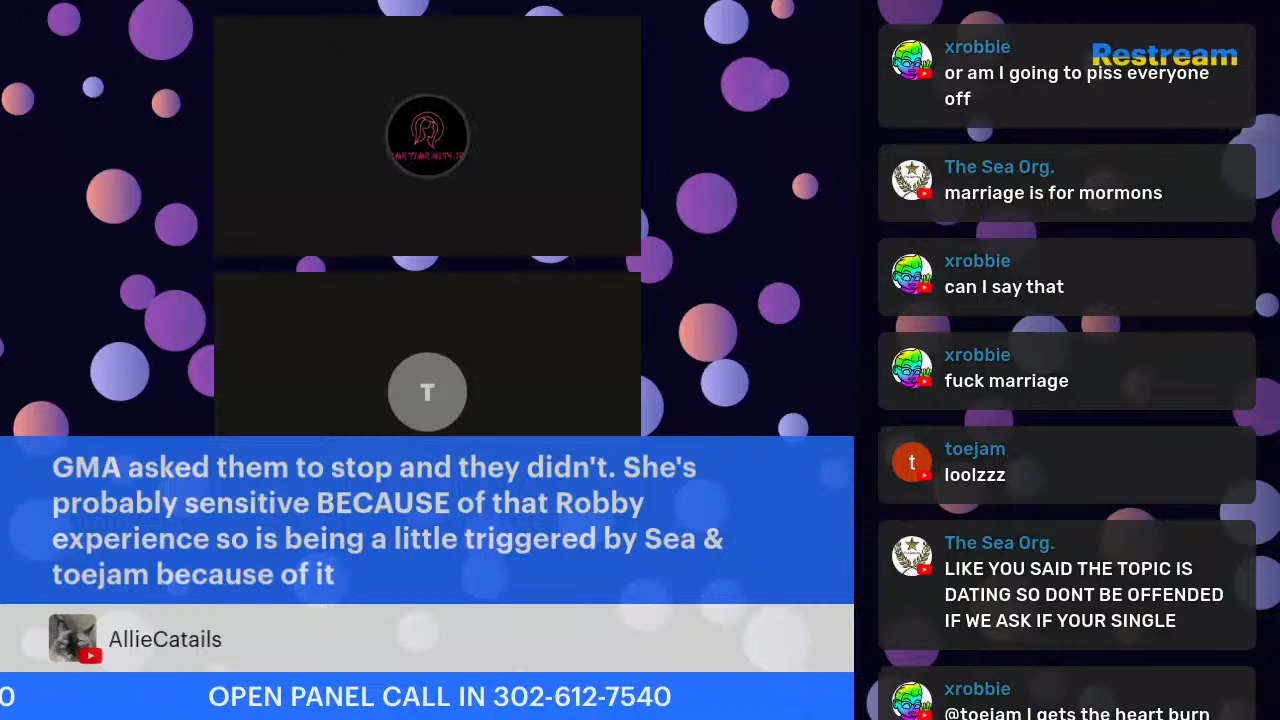 T
GMA asked them to stop and they didn't. She's
probably sensitive BECAUSE of that Robby
experience so is being a little triggered by Sea &
toejam because of it
AllieCatails
0
OPEN PANEL CALL IN 302-612-7540
Restream
xrobbie
or am I going to piss everyone
off
The Sea Org.
marriage is for mormons
xrobbie
can I say that
xrobbie
fuck marriage
t
toejam
loolzzz
The Sea Org.
LIKE YOU SAID THE TOPIC IS
DATING SO DONT BE OFFENDED
IF WE ASK IF YOUR SINGLE
xrobbie
@toejam I gets the heart burn